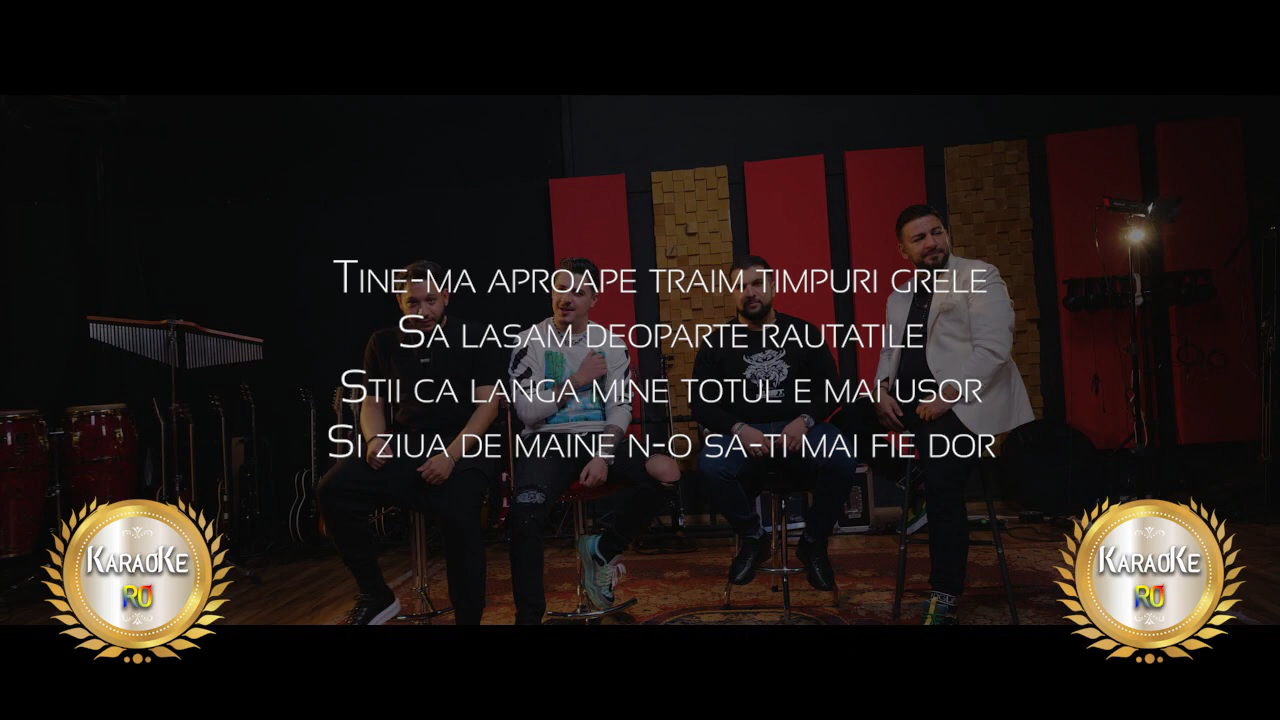 Tine-ma aproape traim timpuri grele
Sa lasam deoparte rautatile
Stii ca langa mine totul e mai usor
Si ziua de maine n-o sa-ti mai fie dor
KaraoKe
RO
KaraoKe
RO